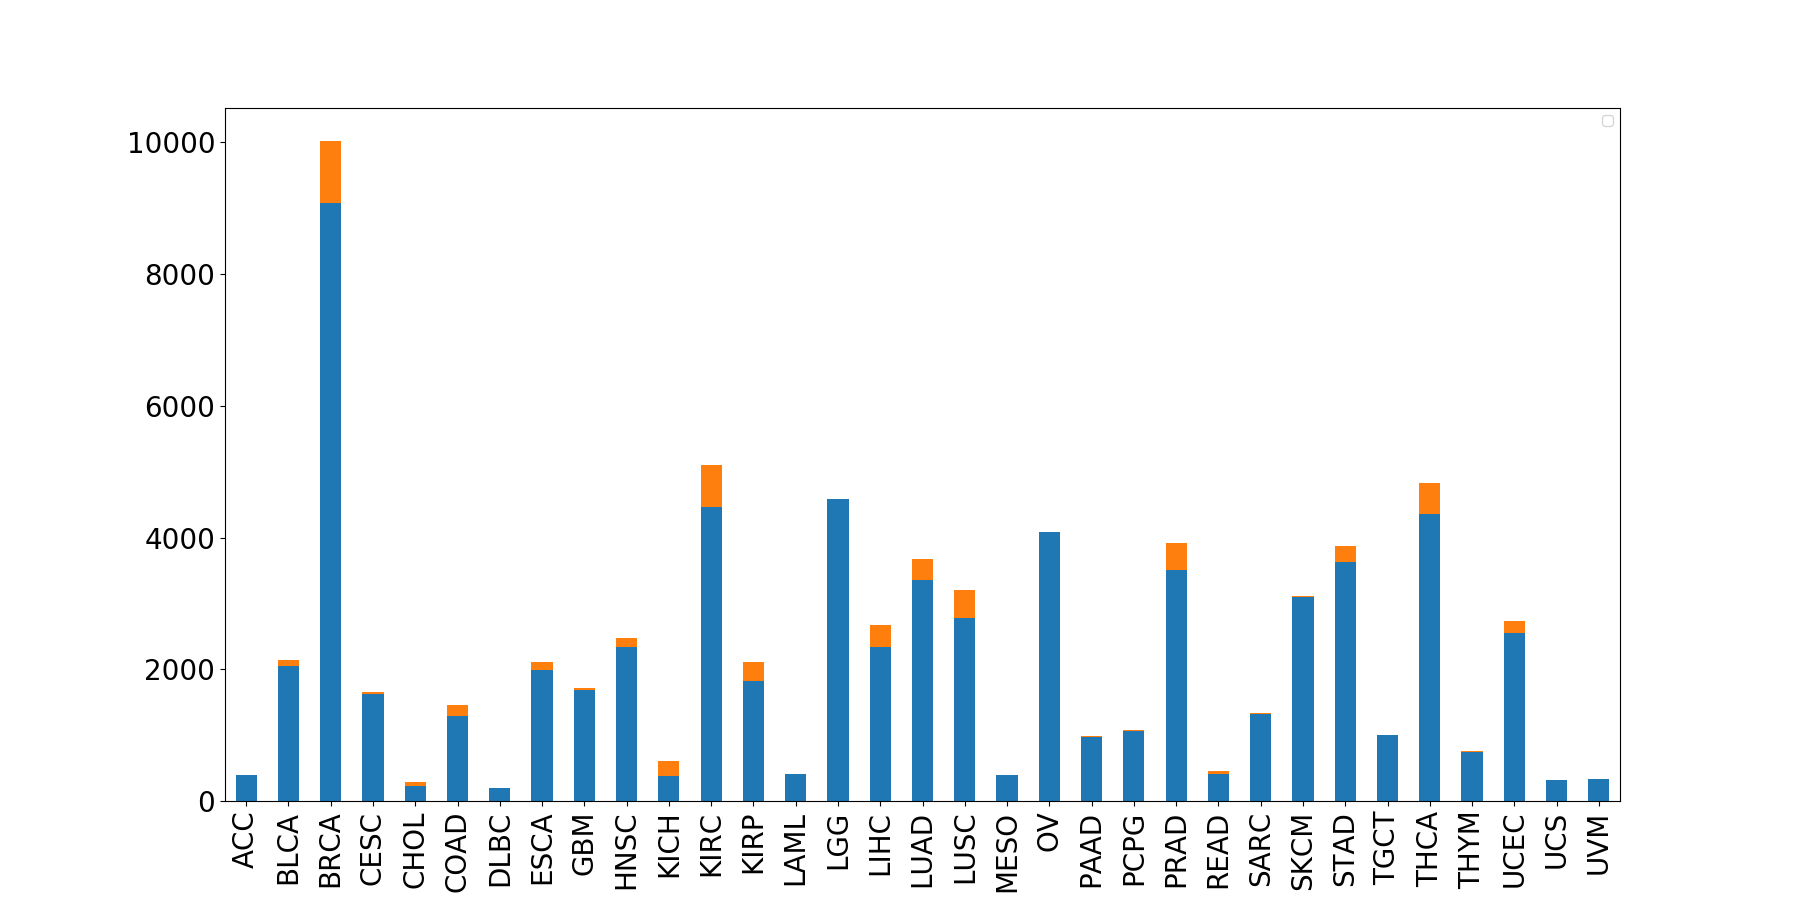 10000
8000
6000
4000
2000
0
ACC
BLCA
BRCA
CESC
CHOL
COAD
DLBC
ESCA
GBM
HNSC
KICH
KIRC
KIRP
LAML
LGG
LIHC
LUAD
LUSC
MESO
OV
PAAD
PCPG
PRAD
READ
SARC
SKCM
STAD
TGCT
THCA
THYM
UCEC
UCS
UVM